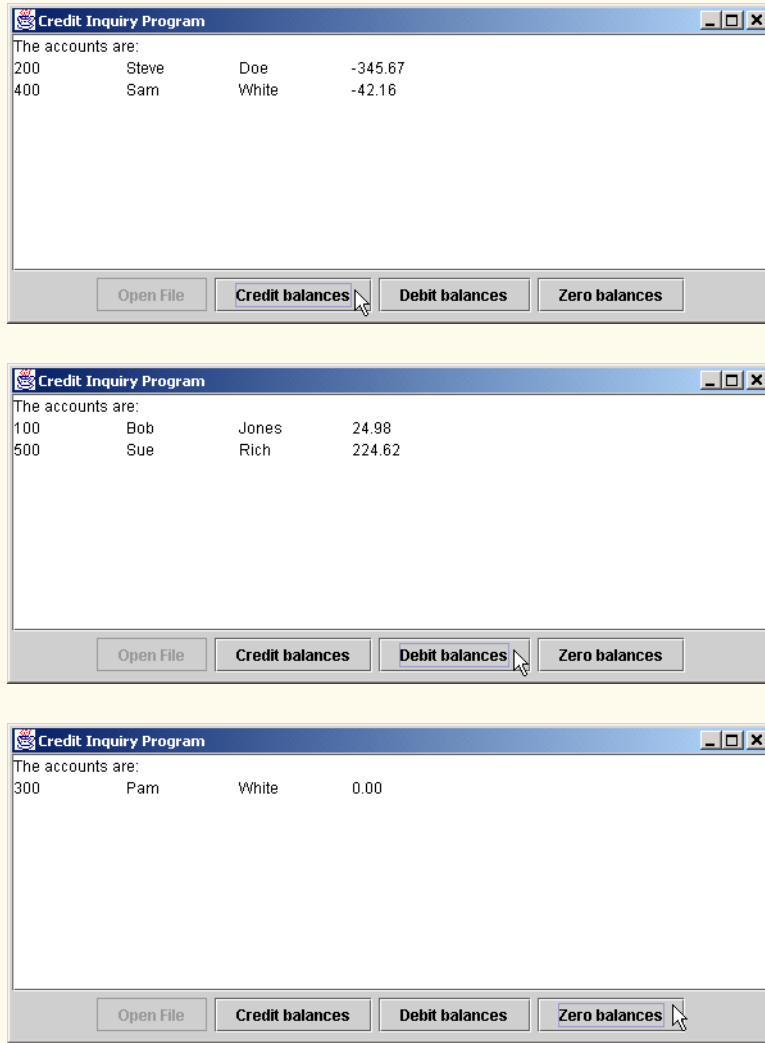 Credit Inquiry Program
The accounts are:
200 Steve Doe -345.67
400 Sam White -42.16
Open File Credit balances Debit balances Zero balances
Credit Inquiry Program
The accounts are:
100 Bob Jones 24.98
500 Sue Rich 224.62
Open File Credit balances Debit balances Zero balances
Credit Inquiry Program
The accounts are:
300 Pam White 0.00
Open File Credit balances Debit balances Zero balances